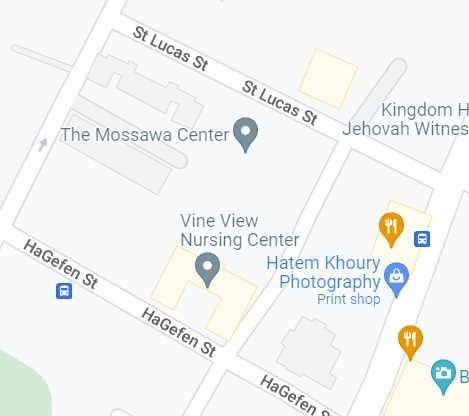 St Lucas St
St Lucas St
Kingdom H
Jehovah Witnes
The Mossawa Center
Vine View
Nursing Center
HaGefen St
Hatem Khoury
Photography
Print shop
HaGefen St
HaGefen St
B